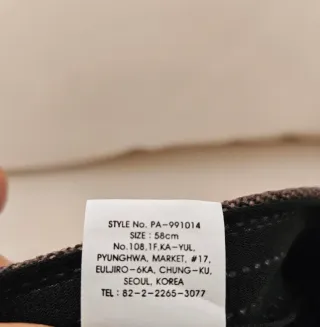 STYLE No. PA-991014
SIZE : 58cm
No.108,1F.KA-YUL,
PYUNGHWA, MARKET, #17,
EULJIRO-6KA, CHUNG-KU,
SEOUL, KOREA
TEL : 82-2-2265-3077